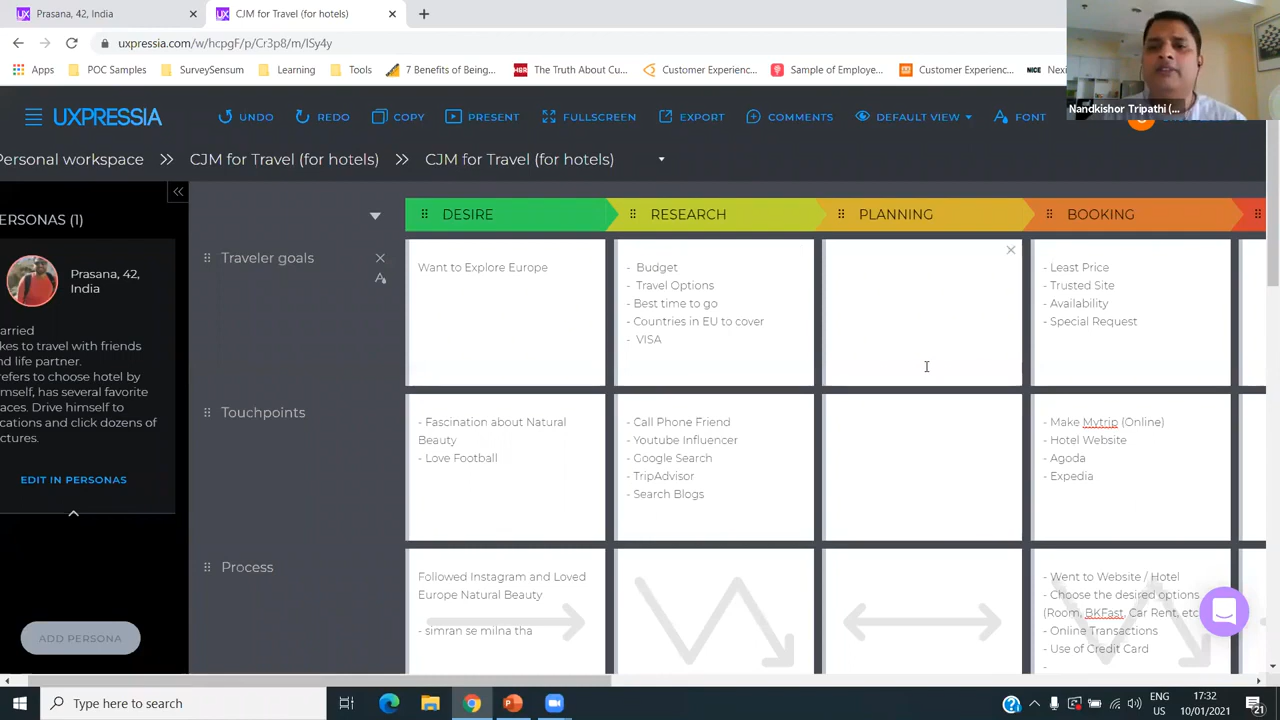 Prasana, 42, India
CJM for Travel (for hotels)
uxpressia.com/w/hcpgF/p/Cr3p8/m/ISy4y
Apps
POC Samples
SurveySensum
Learning
Tools
7 Benefits of Being...
The Truth About Cu...
Customer Experienc...
Sample of Employe...
Customer Experienc...
Nandkishor Tripathi (...
UXPRESSIA
UNDO
REDO
COPY
PRESENT
FULLSCREEN
EXPORT
COMMENTS
DEFAULT VIEW
FONT
Personal workspace
CJM for Travel (for hotels)
CJM for Travel (for hotels)
ERSONAS (1)
Prasana, 42,
India
arried
kes to travel with friends
nd life partner.
refers to choose hotel by
mself, has several favorite
aces. Drive himself to
cations and click dozens of
ctures.
EDIT IN PERSONAS
ADD PERSONA
DESIRE
RESEARCH
PLANNING
BOOKING
Traveler goals
Want to Explore Europe
- Budget
- Travel Options
- Best time to go
- Countries in EU to cover
- VISA
- Least Price
- Trusted Site
- Availability
- Special Request
Touchpoints
- Fascination about Natural
Beauty
- Love Football
- Call Phone Friend
- Youtube Influencer
- Google Search
- TripAdvisor
- Search Blogs
- Make Mytrip (Online)
- Hotel Website
- Agoda
- Expedia
Process
Followed Instagram and Loved
Europe Natural Beauty
- simran se milna tha
- Went to Website / Hotel
- Choose the desired options
(Room, BKFast, Car Rent, etc
- Online Transactions
- Use of Credit Card
-
Type here to search
ENG
US
17:32
10/01/2021
21